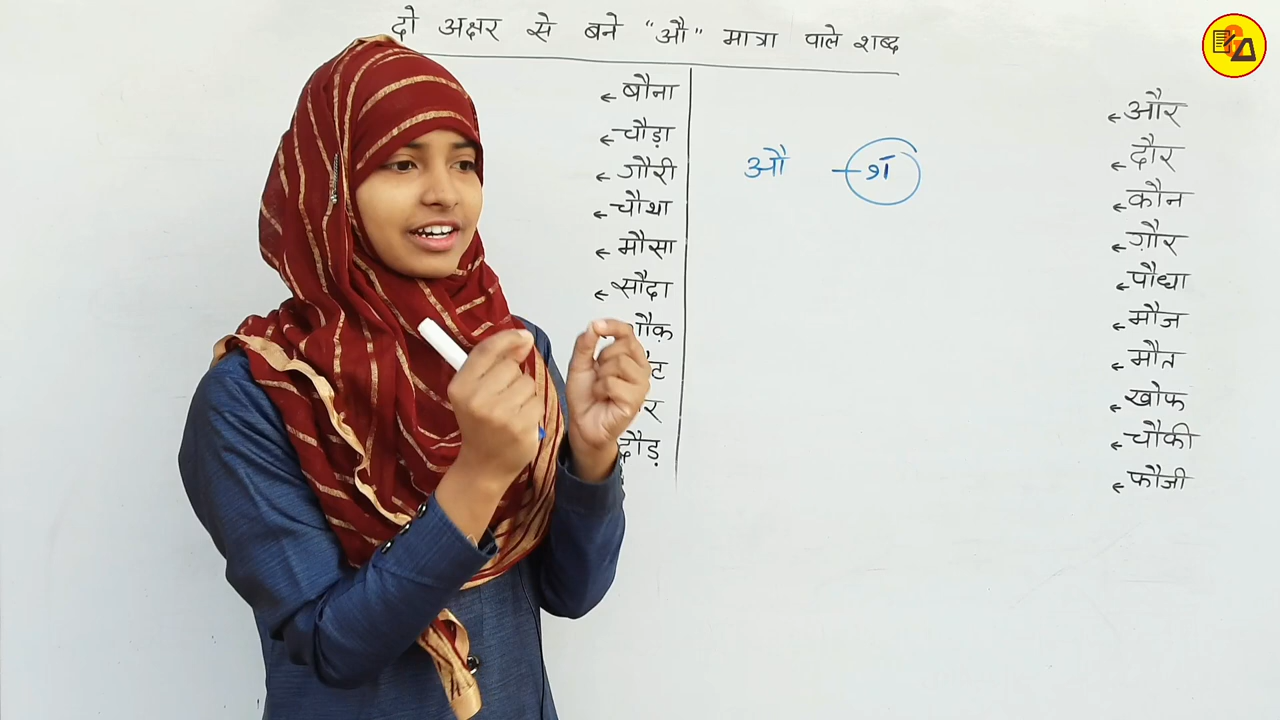 दो अक्षर से बने "औ" मात्रा वाले शब्द
बौना
चौड़ा
गौरी
चौथा
मौसा
सौदा
दौड़
औ
श
और
दौर
कौन
ग़ौर
पौधा
मौज
मौत
खौफ
चौकी
फौजी